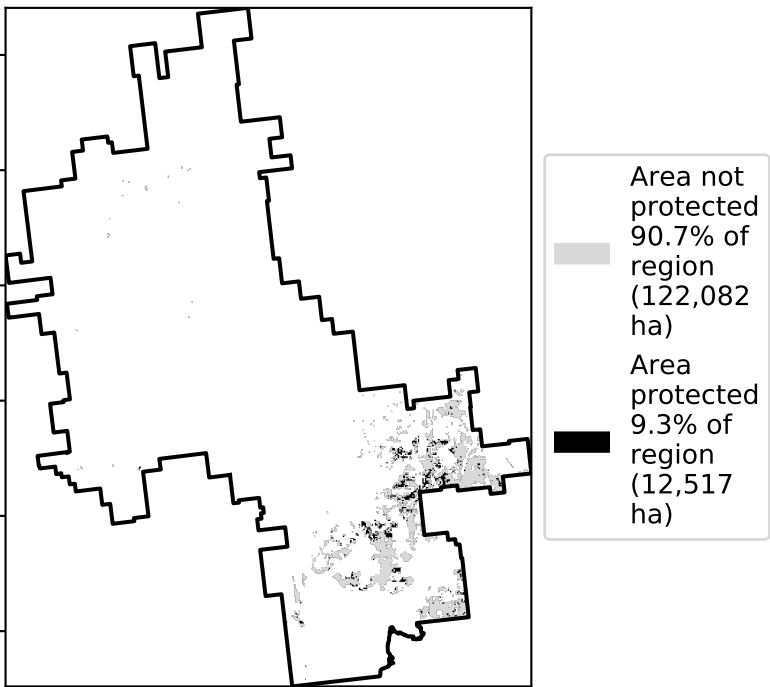 Area not
protected
90.7% of
region
(122,082
ha)
Area
protected
9.3% of
region
(12,517
ha)